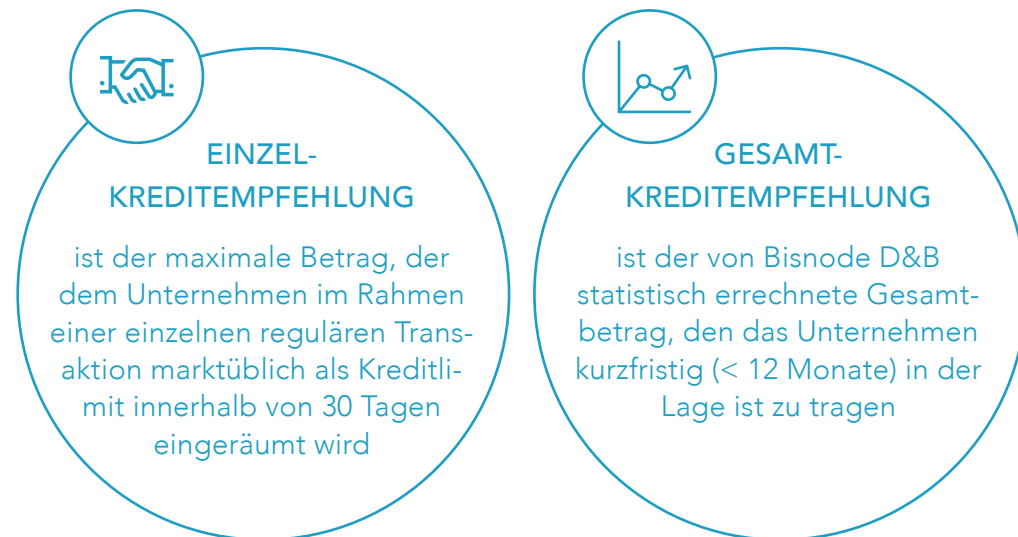 EINZEL-
KREDITEMPFEHLUNG
ist der maximale Betrag, der
dem Unternehmen im Rahmen
einer einzelnen regulären Trans-
aktion marktüblich als Kreditli-
mit innerhalb von 30 Tagen
eingeräumt wird
GESAMT-
KREDITEMPFEHLUNG
ist der von Bisnode D&B
statistisch errechnete Gesamt-
betrag, den das Unternehmen
kurzfristig (< 12 Monate) in der
Lage ist zu tragen